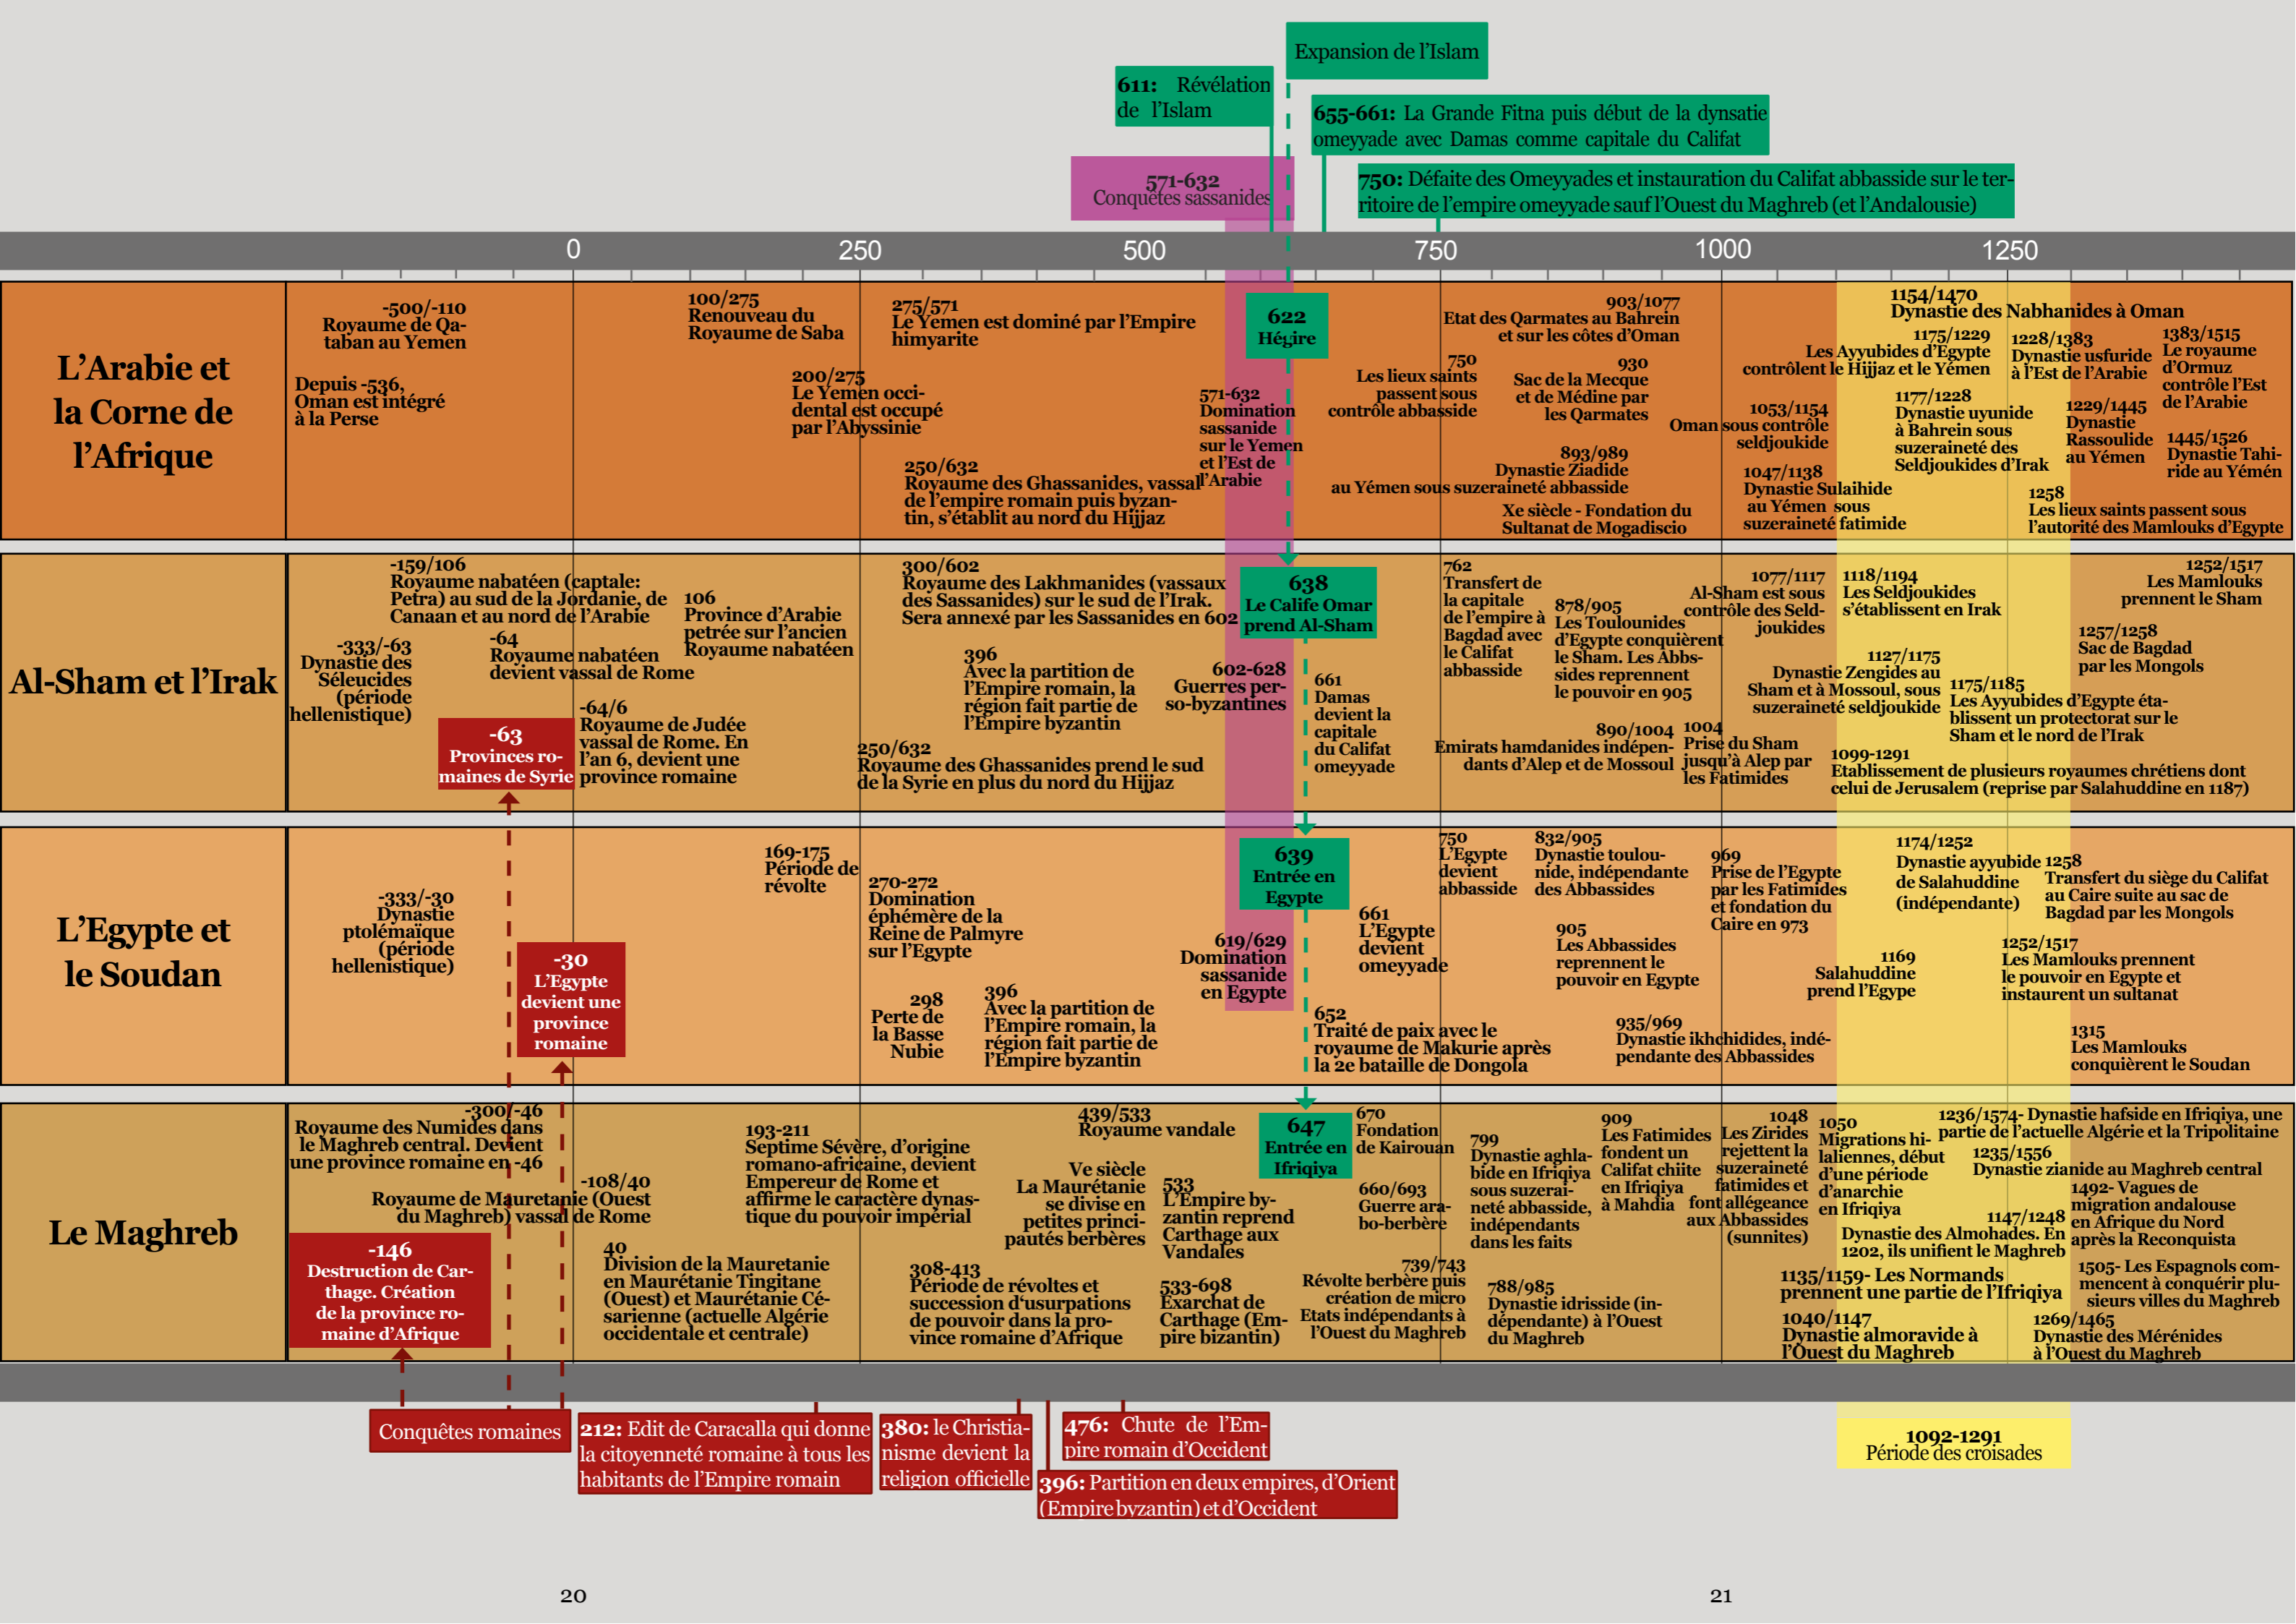 Expansion de l'Islam
611: Révélation
de l'Islam
655-661: La Grande Fitna puis début de la dynsatie
omeyyade avec Damas comme capitale du Califat
571-632
Conquêtes sassanides
750: Défaite des Omeyyades et instauration du Califat abbasside sur le ter-
ritoire de l'empire omeyyade sauf l'Ouest du Maghreb (et l'Andalousie)
0 250 500 750 1000 1250
L'Arabie et
la Corne de
l'Afrique
-500/-110
Royaume de Qa-
taban au Yemen
Depuis -536,
Oman est intégré
à la Perse
100/275
Renouveau du
Royaume de Saba
200/275
Le Yemen occi-
dental est occupé
par l'Abyssinie
275/571
Le Yemen est dominé par l'Empire
himyarite
250/632
Royaume des Ghassanides, vassal
de l'empire romain puis byzan-
tin, s'établit au nord du Hijjaz
571-632
Domination
sassanide
sur le Yemen
et l'Est de
l'Arabie
622
Hégire
750
Les lieux saints
passent sous
contrôle abbasside
903/1077
Etat des Qarmates au Bahrein
et sur les côtes d'Oman
930
Sac de la Mecque
et de Médine par
les Qarmates
893/989
Dynastie Ziadide
au Yémen sous suzeraineté abbasside
Xe siècle - Fondation du
Sultanat de Mogadiscio
1053/1154
Oman sous contrôle
seldjoukide
1047/1138
Dynastie Sulaihide
au Yémen sous
suzeraineté fatimide
1154/1470
Dynastie des Nabhanides à Oman
1175/1229
Les Ayyubides d'Egypte
contrôlent le Hijjaz et le Yémen
1177/1228
Dynastie uyunide
à Bahrein sous
suzeraineté des
Seldjoukides d'Irak
1228/1383
Dynastie usfuride
à l'Est de l'Arabie
1229/1445
Dynastie
Rassoulide
au Yémen
1383/1515
Le royaume
d'Ormuz
contrôle l'Est
de l'Arabie
1445/1526
Dynastie Tahi-
ride au Yémén
1258
Les lieux saints passent sous
l'autorité des Mamlouks d'Egypte
Al-Sham et l'Irak
-159/106
Royaume nabatéen (captale:
Petra) au sud de la Jordanie, de
Canaan et au nord de l'Arabie
-333/-63
Dynastie des
Séleucides
(période
hellenistique)
-64
Royaume nabatéen
devient vassal de Rome
-63
Provinces ro-
maines de Syrie
-64/6
Royaume de Judée
vassal de Rome. En
l'an 6, devient une
province romaine
106
Province d'Arabie
petrée sur l'ancien
Royaume nabatéen
300/602
Royaume des Lakhmanides (vassaux
des Sassanides) sur le sud de l'Irak.
Sera annexé par les Sassanides en 602
396
Avec la partition de
l'Empire romain, la
région fait partie de
l'Empire byzantin
250/632
Royaume des Ghassanides prend le sud
de la Syrie en plus du nord du Hijjaz
602-628
Guerres per-
so-byzantines
638
Le Calife Omar
prend Al-Sham
661
Damas
devient la
capitale
du Califat
omeyyade
762
Transfert de
la capitale
de l'empire à
Bagdad avec
le Califat
abbasside
878/905
Les Toulounides
d'Egypte conquièrent
le Sham. Les Abbs-
sides reprennent
le pouvoir en 905
890/1004
Emirats hamdanides indépen-
dants d'Alep et de Mossoul
1004
Prise du Sham
jusqu'à Alep par
les Fatimides
1077/1117
Al-Sham est sous
contrôle des Seld-
joukides
1118/1194
Les Seldjoukides
s'établissent en Irak
1127/1175
Dynastie Zengides au
Sham et à Mossoul, sous
suzeraineté seldjoukide
1175/1185
Les Ayyubides d'Egypte éta-
blissent un protectorat sur le
Sham et le nord de l'Irak
1099-1291
Etablissement de plusieurs royaumes chrétiens dont
celui de Jerusalem (reprise par Salahuddine en 1187)
1252/1517
Les Mamlouks
prennent le Sham
1257/1258
Sac de Bagdad
par les Mongols
L'Egypte et
le Soudan
-333/-30
Dynastie
ptolémaïque
(période
hellenistique)
-30
L'Egypte
devient une
province
romaine
169-175
Période de
révolte
270-272
Domination
éphémère de la
Reine de Palmyre
sur l'Egypte
298
Perte de
la Basse
Nubie
396
Avec la partition de
l'Empire romain, la
région fait partie de
l'Empire byzantin
619/629
Domination
sassanide
en Egypte
639
Entrée en
Egypte
661
L'Egypte
devient
omeyyade
652
Traité de paix avec le
royaume de Makurie après
la 2e bataille de Dongola
750
L'Egypte
devient
abbasside
832/905
Dynastie toulou-
nide, indépendante
des Abbassides
905
Les Abbassides
reprennent le
pouvoir en Egypte
935/969
Dynastie ikhchidides, indé-
pendante des Abbassides
969
Prise de l'Egypte
par les Fatimides
et fondation du
Caire en 973
1169
Salahuddine
prend l'Egype
1174/1252
Dynastie ayyubide
de Salahuddine
(indépendante)
1258
Transfert du siège du Califat
au Caire suite au sac de
Bagdad par les Mongols
1252/1517
Les Mamlouks prennent
le pouvoir en Egypte et
instaurent un sultanat
1315
Les Mamlouks
conquièrent le Soudan
Le Maghreb
-300/-46
Royaume des Numides dans
le Maghreb central. Devient
une province romaine en -46
-108/40
Royaume de Mauretanie (Ouest
du Maghreb) vassal de Rome
-146
Destruction de Car-
thage. Création
de la province ro-
maine d'Afrique
40
Division de la Mauretanie
en Maurétanie Tingitane
(Ouest) et Maurétanie Cé-
sarienne (actuelle Algérie
occidentale et centrale)
193-211
Septime Sévère, d'origine
romano-africaine, devient
Empereur de Rome et
affirme le caractère dynas-
tique du pouvoir impérial
308-413
Période de révoltes et
succession d'usurpations
de pouvoir dans la pro-
vince romaine d'Afrique
439/533
Royaume vandale
Ve siècle
La Maurétanie
se divise en
petites princi-
pautés berbères
533
L'Empire by-
zantin reprend
Carthage aux
Vandales
533-698
Exarchat de
Carthage (Em-
pire bizantin)
647
Entrée en
Ifriqiya
670
Fondation
de Kairouan
660/693
Guerre ara-
bo-berbère
739/743
Révolte berbère puis
création de micro
Etats indépendants à
l'Ouest du Maghreb
799
Dynastie aghla-
bide en Ifriqiya
sous suzerai-
neté abbasside,
indépendants
dans les faits
788/985
Dynastie idrisside (in-
dépendante) à l'Ouest
du Maghreb
909
Les Fatimides
fondent un
Califat chiite
en Ifriqiya
à Mahdia
1048
Les Zirides
rejettent la
suzeraineté
fatimides et
font allégeance
aux Abbassides
(sunnites)
1050
Migrations hi-
laliennes, début
d'une période
d'anarchie
en Ifriqiya
1236/1574- Dynastie hafside en Ifriqiya, une
partie de l'actuelle Algérie et la Tripolitaine
1235/1556
Dynastie zianide au Maghreb central
1492- Vagues de
migration andalouse
en Afrique du Nord
après la Reconquista
1147/1248
Dynastie des Almohades. En
1202, ils unifient le Maghreb
1135/1159- Les Normands
prennent une partie de l'Ifriqiya
1040/1147
Dynastie almoravide à
l'Ouest du Maghreb
1505- Les Espagnols com-
mencent à conquérir plu-
sieurs villes du Maghreb
1269/1465
Dynastie des Mérénides
à l'Ouest du Maghreb
Conquêtes romaines
212: Edit de Caracalla qui donne
la citoyenneté romaine à tous les
habitants de l'Empire romain
380: le Christia-
nisme devient la
religion officielle
476: Chute de l'Em-
pire romain d'Occident
396: Partition en deux empires, d'Orient
(Empire byzantin) et d'Occident
1092-1291
Période des croisades
20
21